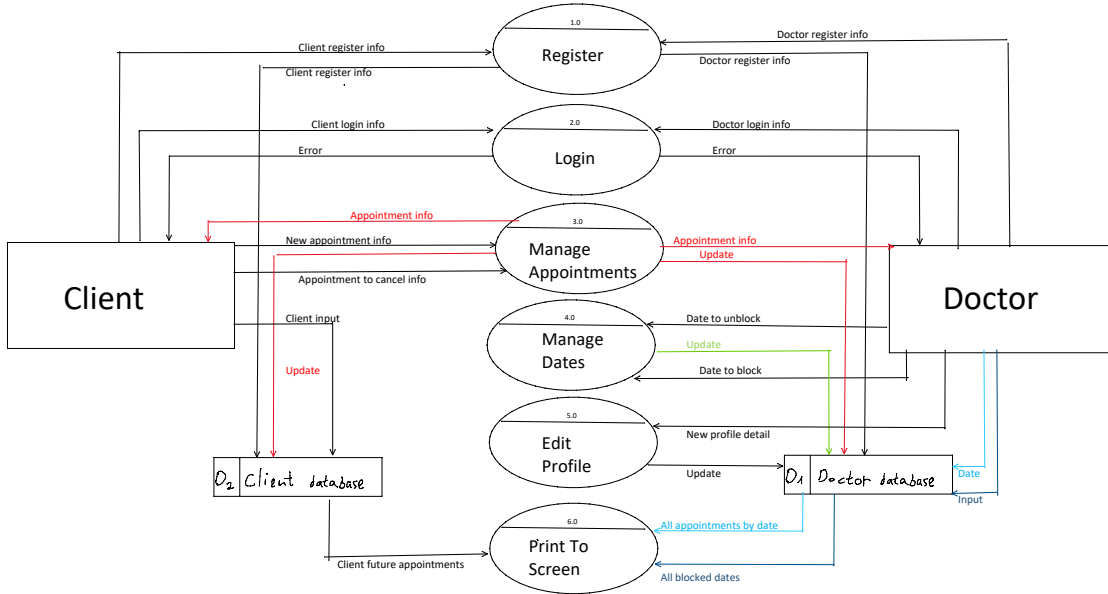 1.0
Register
Client register info
Doctor register info
Client register info
Doctor register info
2.0
Login
Client login info
Doctor login info
Error
Error
3.0
Manage
Appointments
Appointment info
New appointment info
Appointment info
Update
Appointment to cancel info
Client
Doctor
Client input
Update
4.0
Manage
Dates
Date to unblock
Update
Date to block
5.0
Edit
Profile
New profile detail
Update
D2 Client database
D1 Doctor database
Date
Input
6.0
Print To
Screen
All appointments by date
Client future appointments
All blocked dates